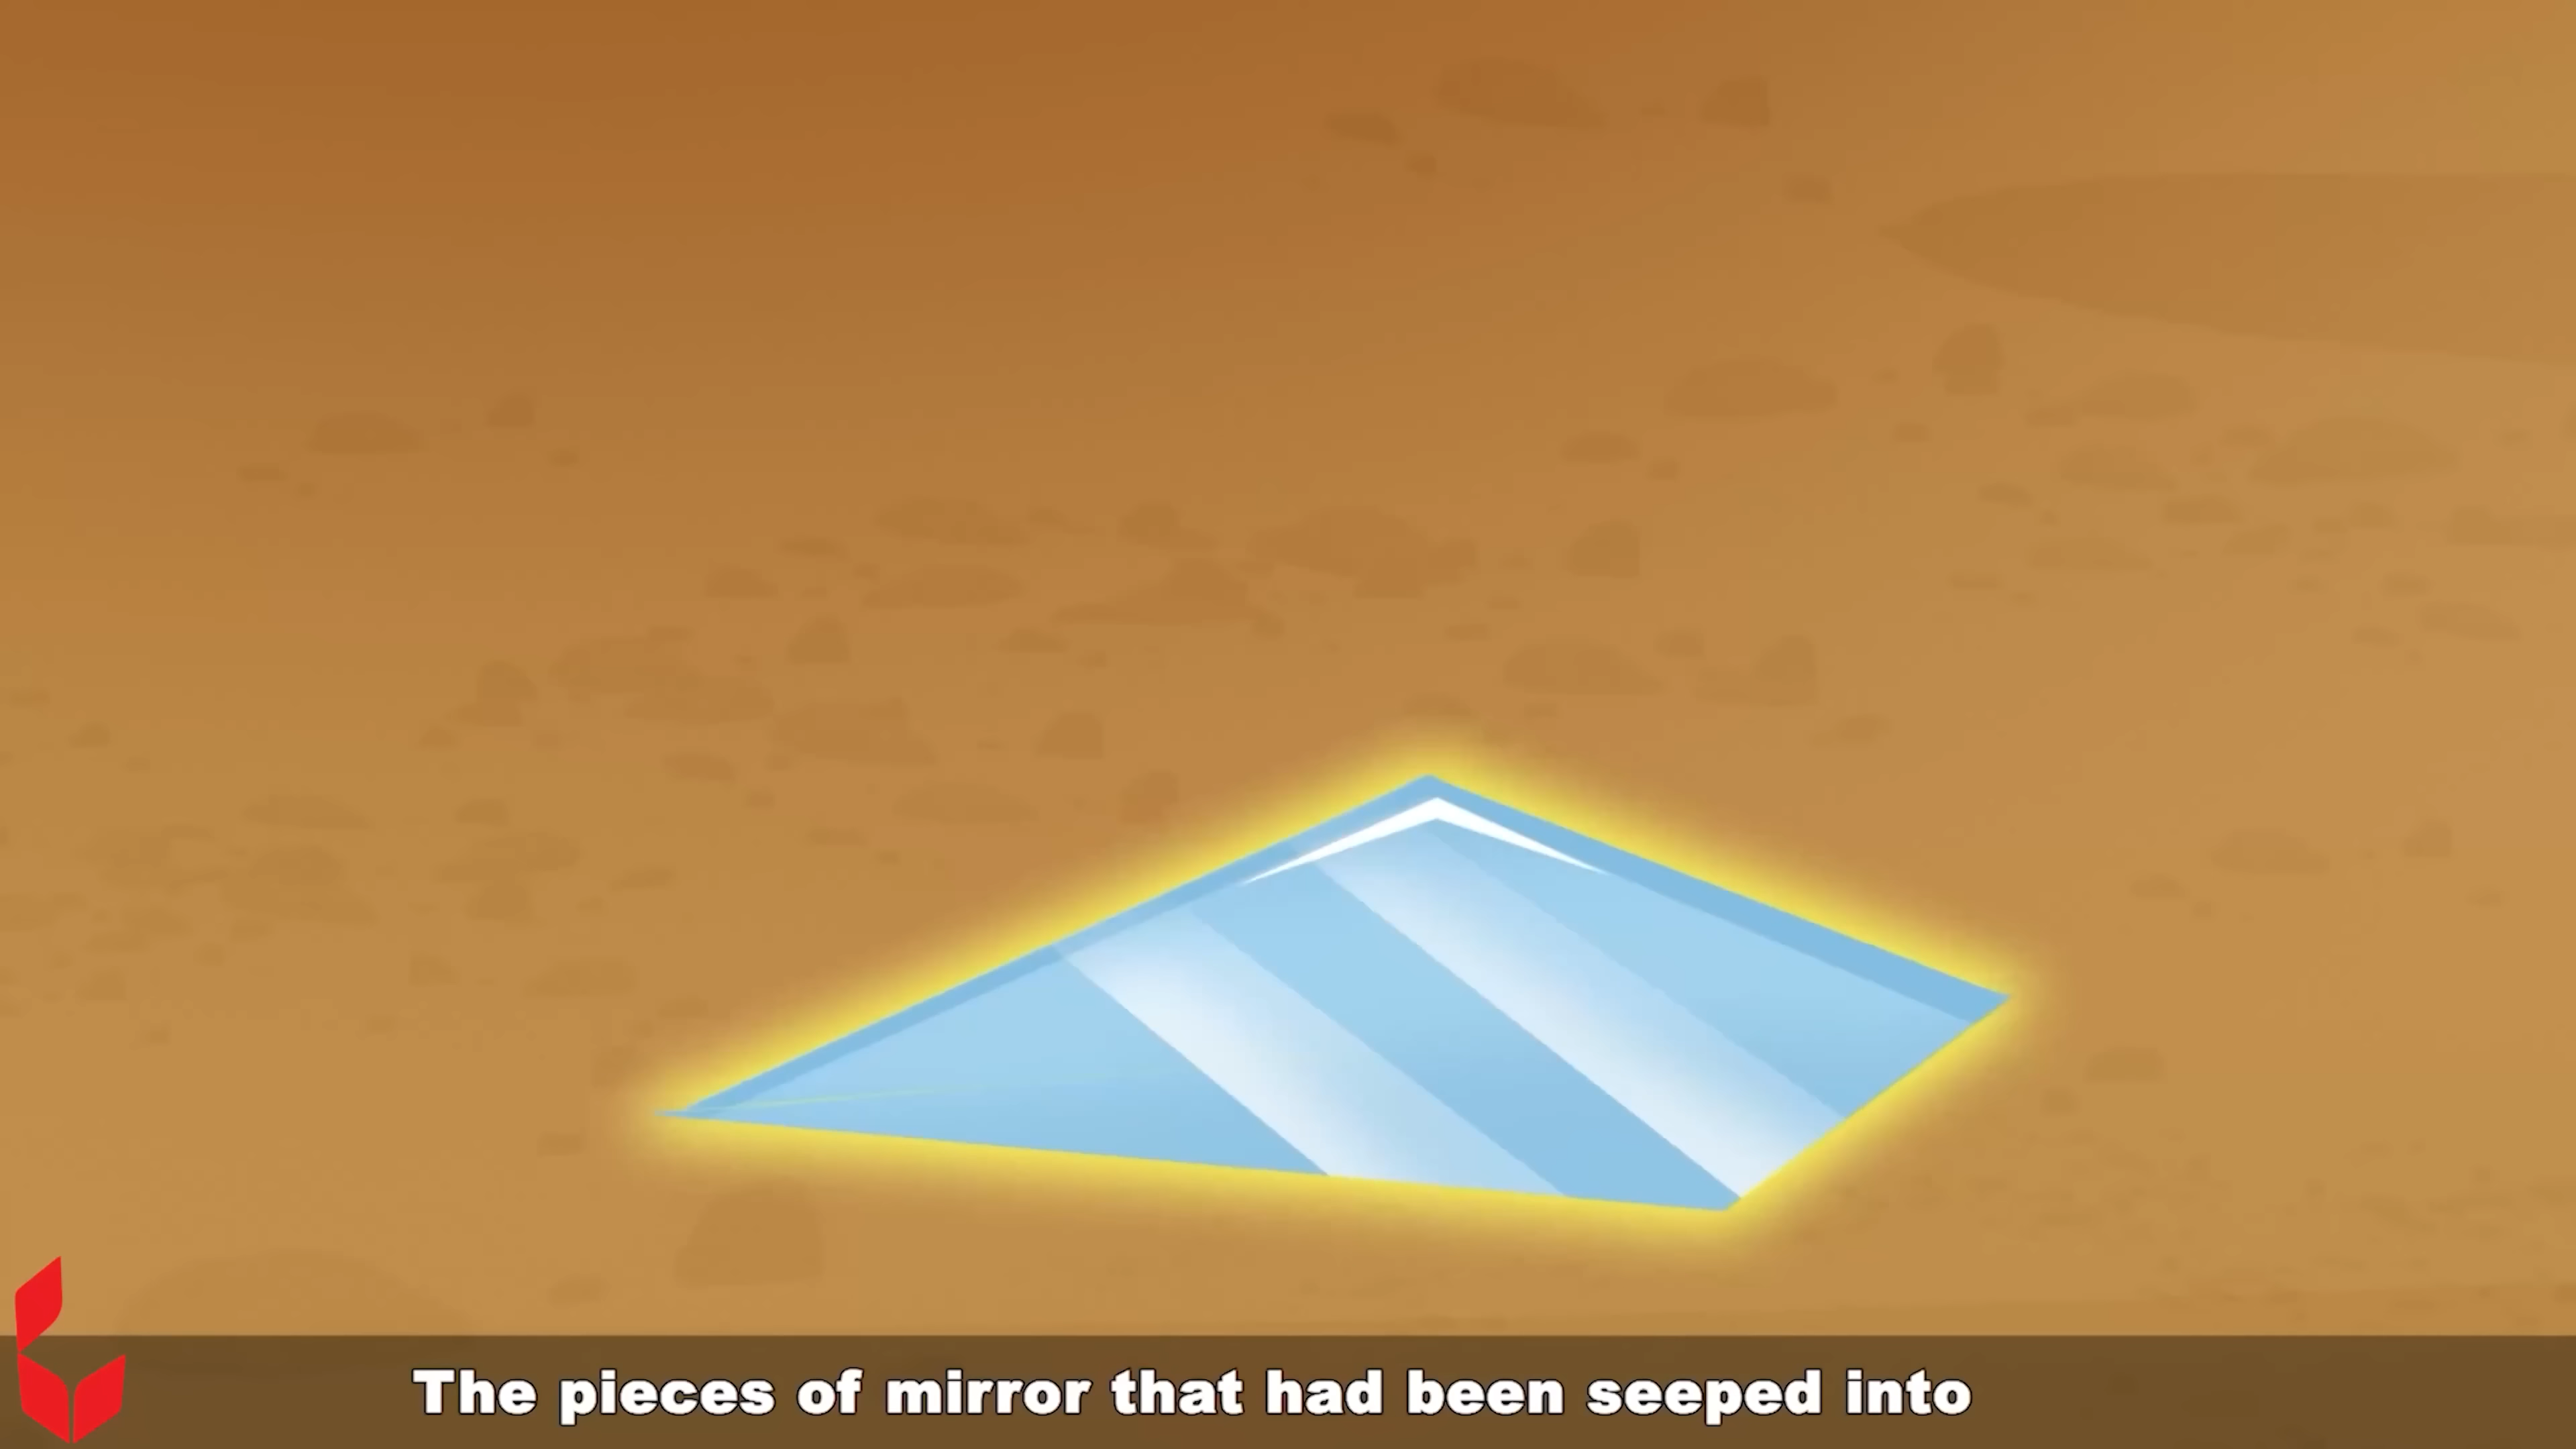 The pieces of mirror that had been seeped into